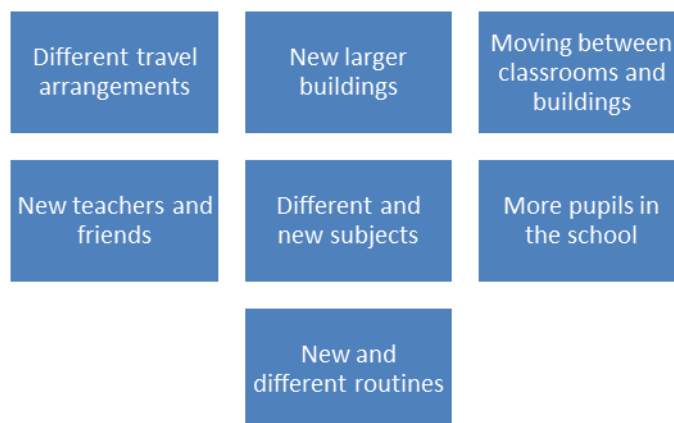 Different travel
arrangements
New larger
buildings
Moving between
classrooms and
buildings
New teachers and
friends
Different and
new subjects
More pupils in
the school
New and
different routines